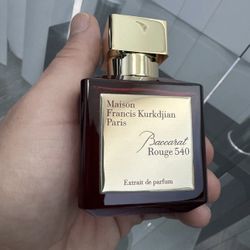 Maison
Francis Kurkdjian
Paris
Baccarat
Rouge 540
Extrait de parfum